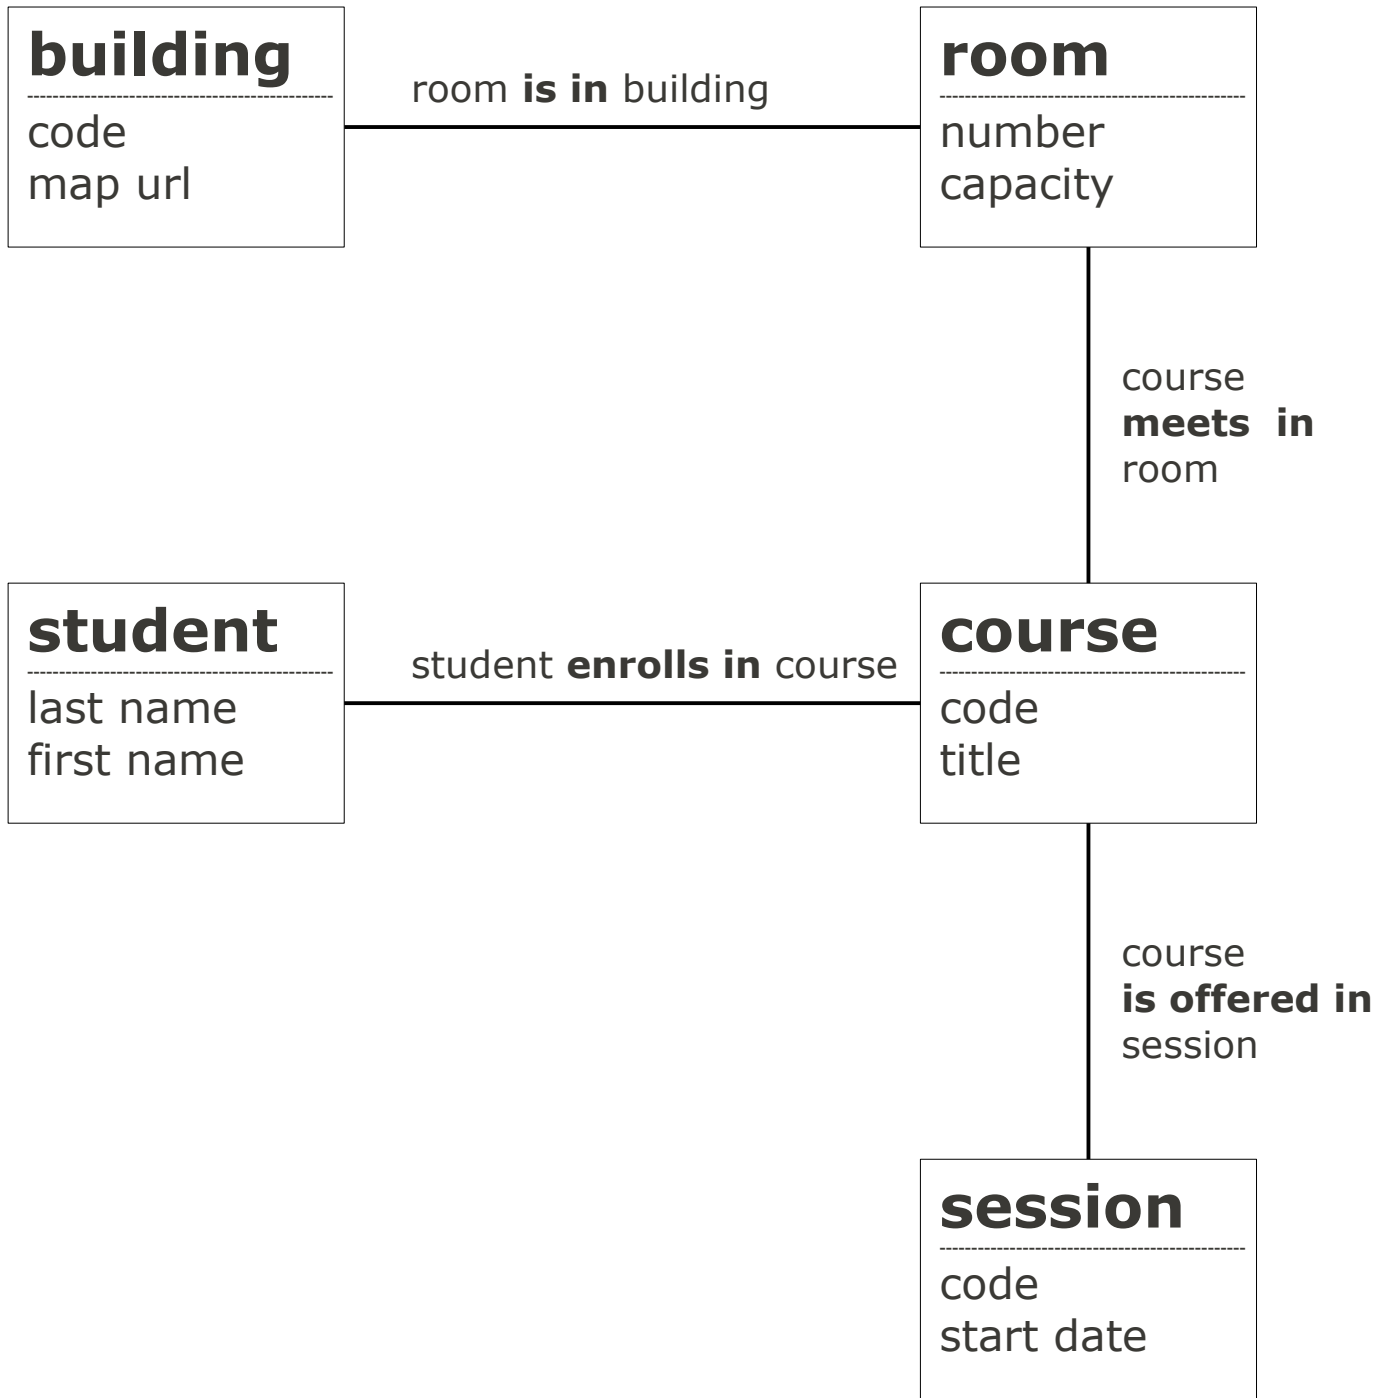 building
code
map url
room is in building
room
number
capacity
course
meets  in
room
student
last name
first name
student enrolls in course
course
code
title
course
is offered in
session
session
code
start date